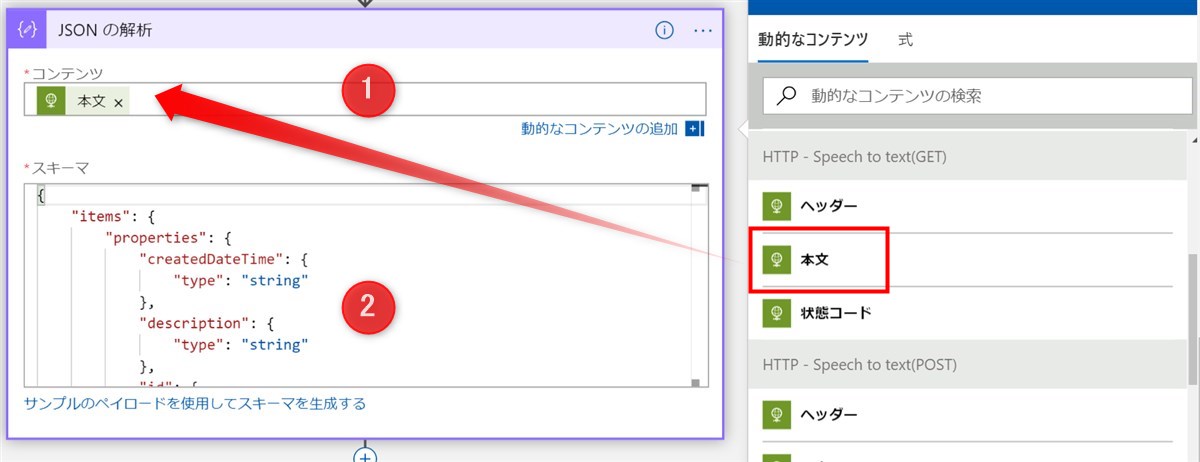 JSON の解析
*コンテンツ
本文 ×
1
動的なコンテンツの追加
*スキーマ
{
"items": {
"properties": {
"createdDateTime": {
"type": "string"
},
"description": {
"type": "string"
},
"id": {
2
サンプルのペイロードを使用してスキーマを生成する
動的なコンテンツ
式
動的なコンテンツの検索
HTTP - Speech to text(GET)
ヘッダー
本文
状態コード
HTTP - Speech to text(POST)
ヘッダー